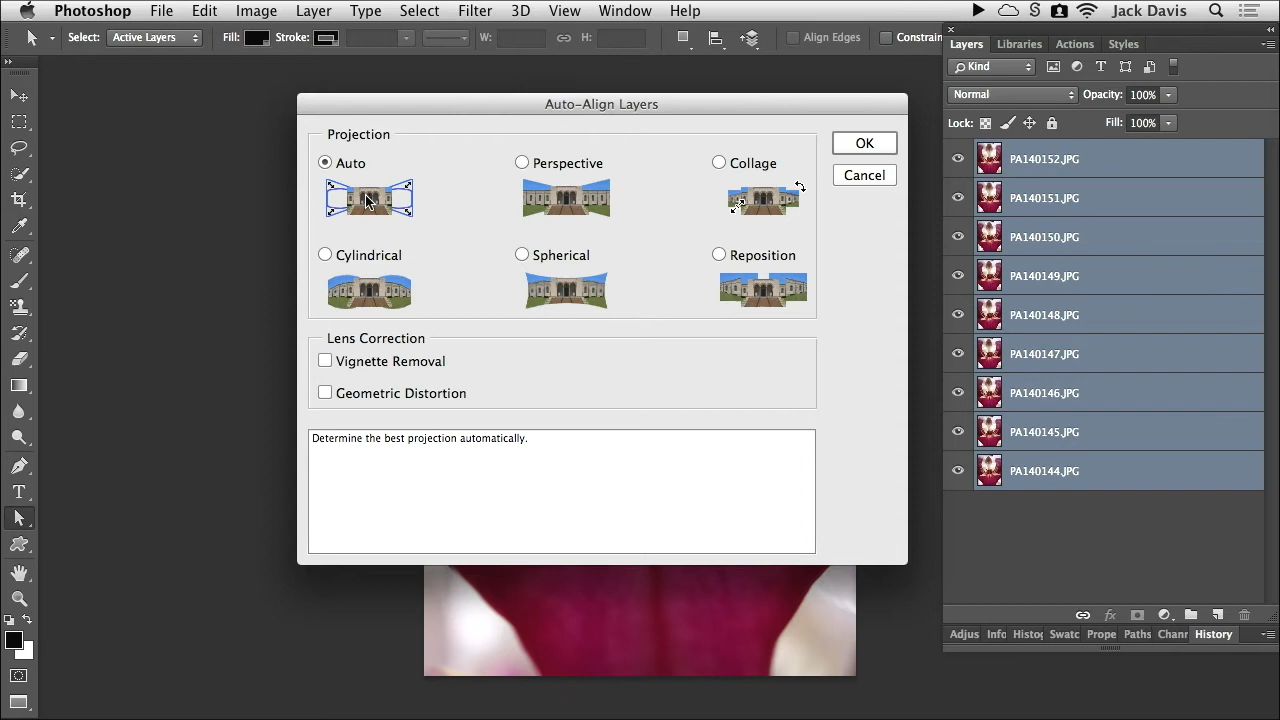 Photoshop File Edit Image Layer Type Select Filter 3D View Window Help Jack Davis
Select: Active Layers Fill: Stroke: W: H: Align Edges Constrain
Layers Libraries Actions Styles
Kind
Normal Opacity: 100%
Lock: Fill: 100%
PA140152.JPG
PA140151.JPG
PA140150.JPG
PA140149.JPG
PA140148.JPG
PA140147.JPG
PA140146.JPG
PA140145.JPG
PA140144.JPG
Adjus Info Histog Swatc Prope Paths Chann History
Auto-Align Layers
Projection
Auto Perspective Collage
Cylindrical Spherical Reposition
OK
Cancel
Lens Correction
Vignette Removal
Geometric Distortion
Determine the best projection automatically.